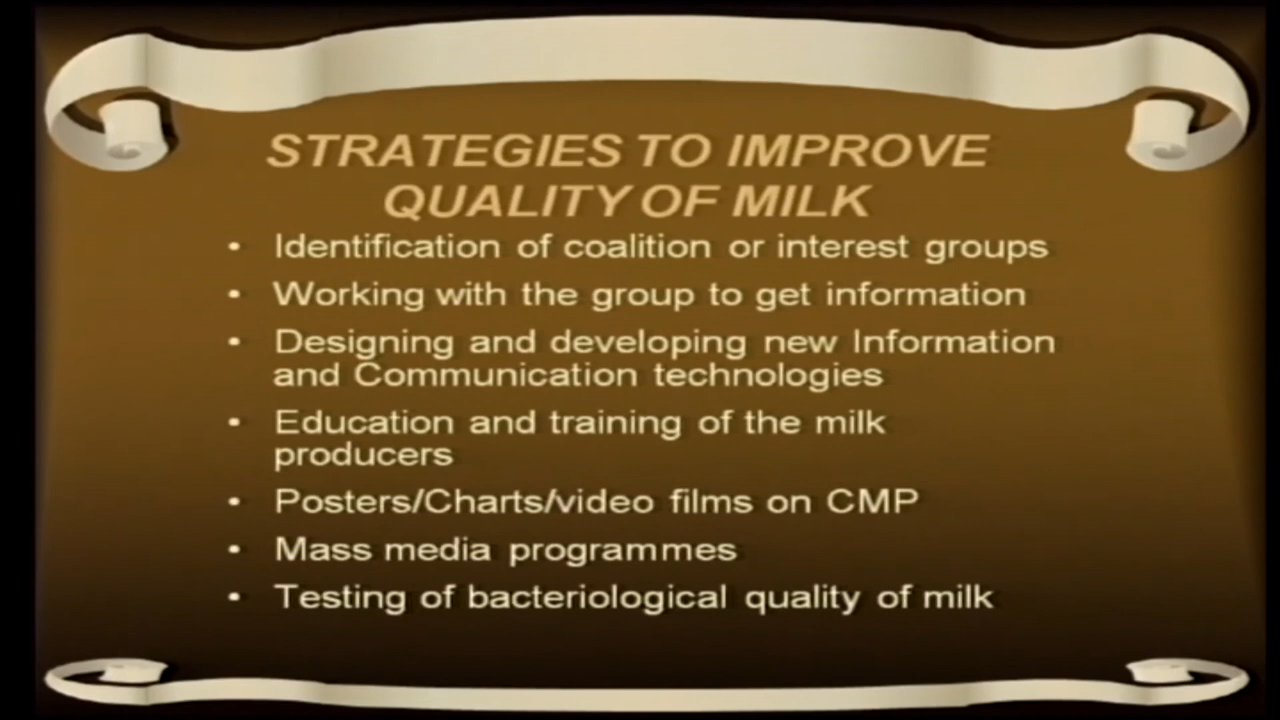 STRATEGIES TO IMPROVE
QUALITY OF MILK
• Identification of coalition or interest groups
• Working with the group to get information
• Designing and developing new Information
and Communication technologies
• Education and training of the milk
producers
• Posters/Charts/video films on CMP
• Mass media programmes
• Testing of bacteriological quality of milk